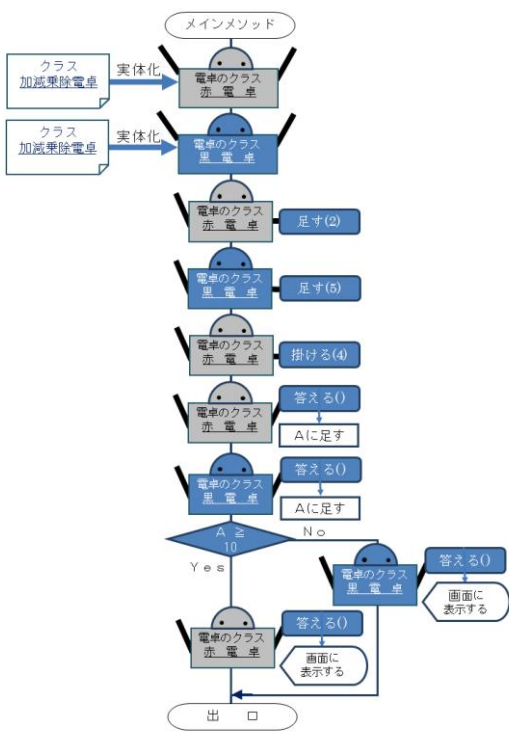 メインメソッド
クラス
加減乗除電卓
実体化
電卓のクラス
赤 電 卓
クラス
加減乗除電卓
実体化
電卓のクラス
黒 電 卓
電卓のクラス
赤 電 卓
足す(2)
電卓のクラス
黒 電 卓
足す(5)
電卓のクラス
赤 電 卓
掛ける(4)
電卓のクラス
赤 電 卓
答える()
Aに足す
電卓のクラス
黒 電 卓
答える()
Aに足す
A ≧
10
No
Yes
電卓のクラス
黒 電 卓
答える()
画面に
表示する
電卓のクラス
赤 電 卓
答える()
画面に
表示する
出 口